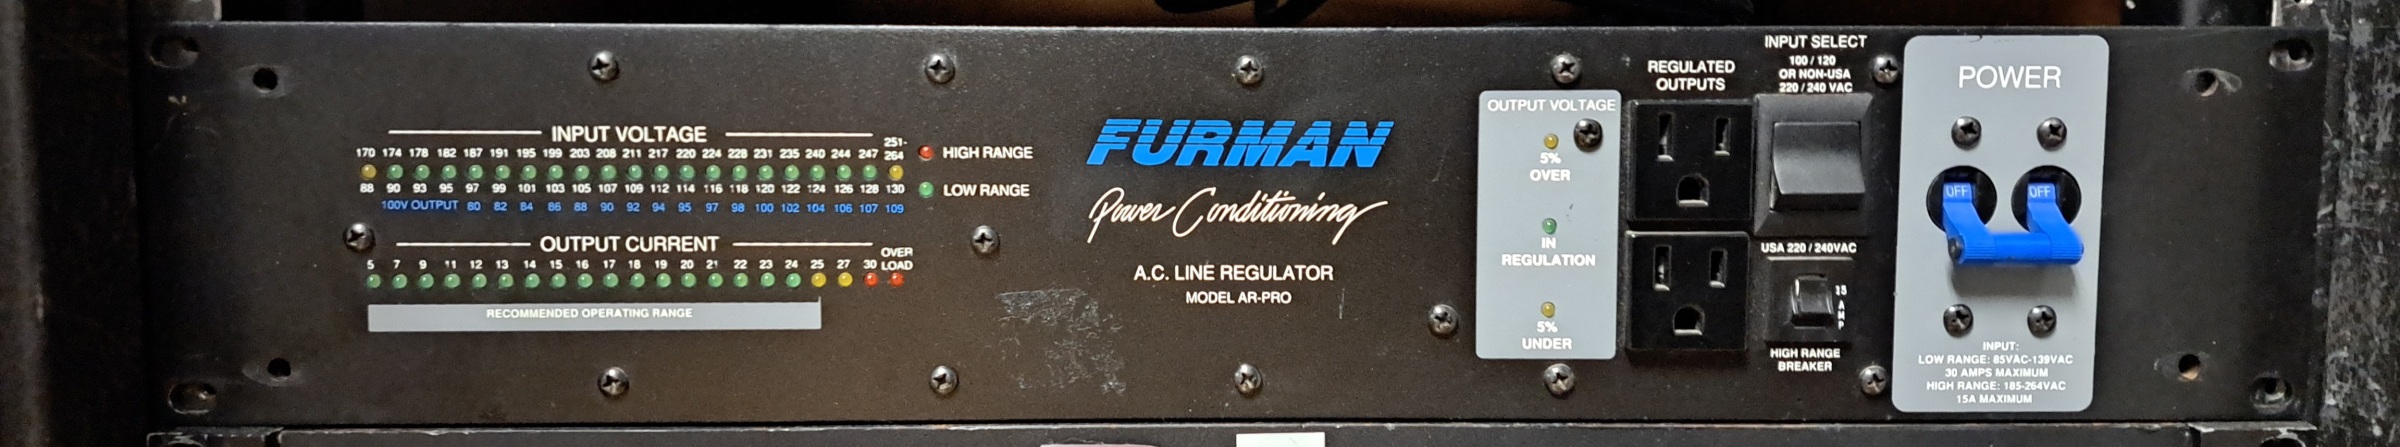 INPUT VOLTAGE
170 174 178 182 187 191 195 199 203 208 211 217 220 224 228 231 235 240 244 247 251-264
HIGH RANGE
88 90 93 95 97 99 101 103 105 107 109 112 114 116 118 120 122 124 126 128 130
LOW RANGE
100V OUTPUT 80 82 84 86 88 90 92 94 95 97 98 100 102 104 106 107 109
OUTPUT CURRENT
5 7 9 11 12 13 14 15 16 17 18 19 20 21 22 23 24 25 27 30 OVER LOAD
RECOMMENDED OPERATING RANGE
FURMAN
Power Conditioning
A.C. LINE REGULATOR
MODEL AR-PRO
OUTPUT VOLTAGE
5%
OVER
IN
REGULATION
5%
UNDER
REGULATED
OUTPUTS
INPUT SELECT
100 / 120
OR NON-USA
220 / 240 VAC
USA 220 / 240VAC
15
AMP
HIGH RANGE
BREAKER
POWER
OFF OFF
INPUT:
LOW RANGE: 85VAC-139VAC
30 AMPS MAXIMUM
HIGH RANGE: 185-264VAC
15A MAXIMUM